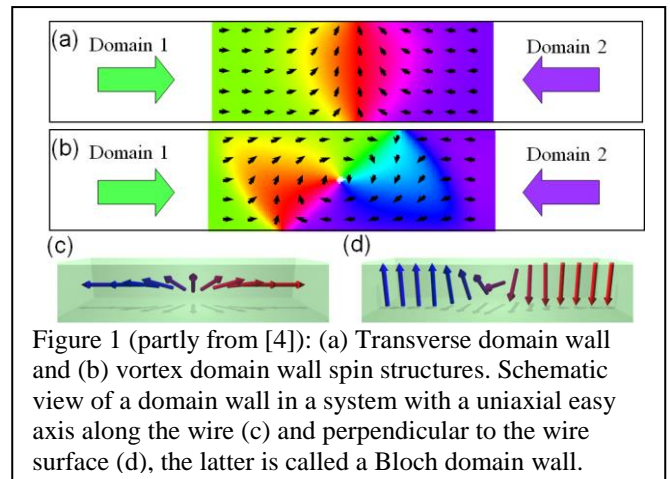 (a)
Domain 1
Domain 2
(b)
Domain 1
Domain 2
(c)
(d)
Figure 1 (partly from [4]): (a) Transverse domain wall
and (b) vortex domain wall spin structures. Schematic
view of a domain wall in a system with a uniaxial easy
axis along the wire (c) and perpendicular to the wire
surface (d), the latter is called a Bloch domain wall.